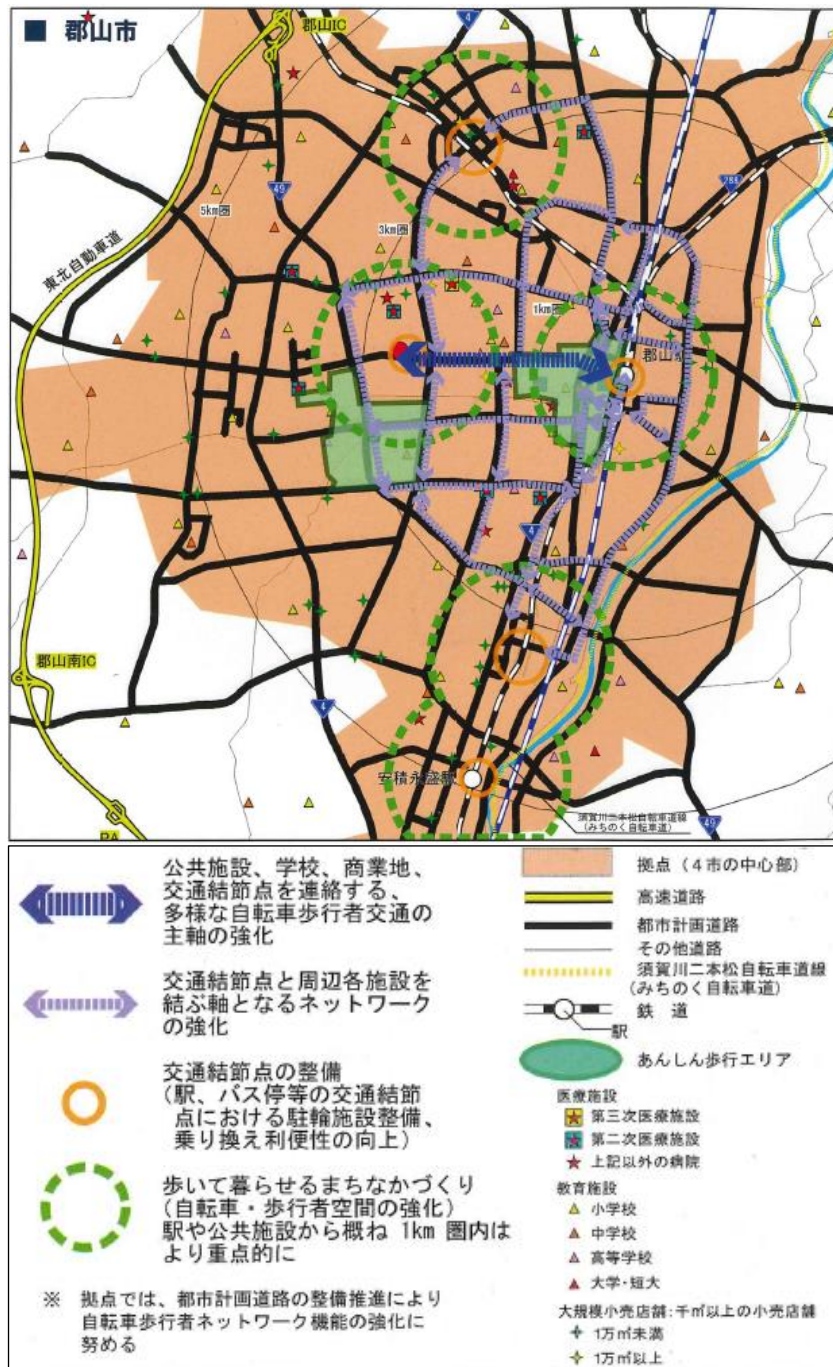 ■ 郡山市
郡山IC
4
49
288
5km圏
3km圏
1km圏
東北自動車道
郡山駅
4
郡山南IC
4
安積永盛駅
須賀川二本松自転車道線
(みちのく自転車道)
49
PA
公共施設、学校、商業地、
交通結節点を連絡する、
多様な自転車歩行者交通の
主軸の強化
交通結節点と周辺各施設を
結ぶ軸となるネットワーク
の強化
交通結節点の整備
(駅、バス停等の交通結節
点における駐輪施設整備、
乗り換え利便性の向上)
歩いて暮らせるまちなかづくり
(自転車・歩行者空間の強化)
駅や公共施設から概ね 1km 圏内は
より重点的に
※ 拠点では、都市計画道路の整備推進により
自転車歩行者ネットワーク機能の強化に
努める
拠点(4市の中心部)
高速道路
都市計画道路
その他道路
須賀川二本松自転車道線
(みちのく自転車道)
鉄 道
駅
あんしん歩行エリア
医療施設
第三次医療施設
第二次医療施設
上記以外の病院
教育施設
小学校
中学校
高等学校
大学・短大
大規模小売店舗:千㎡以上の小売店舗
1万㎡未満
1万㎡以上